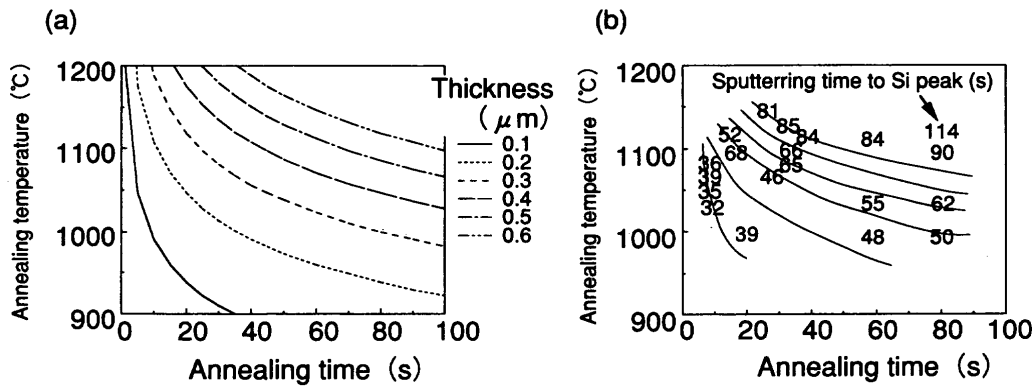 (a)
1200
1100
1000
900
Annealing temperature (°C)
0 20 40 60 80 100
Annealing time (s)
Thickness
(μm)
0.1
0.2
0.3
0.4
0.5
0.6
(b)
1200
1100
1000
900
Annealing temperature (°C)
Sputterring time to Si peak (s)
81
85
84 84 114
90
52
68 66
65
46
36
39
35
32
55 62
39 48 50
0 20 40 60 80 100
Annealing time (s)